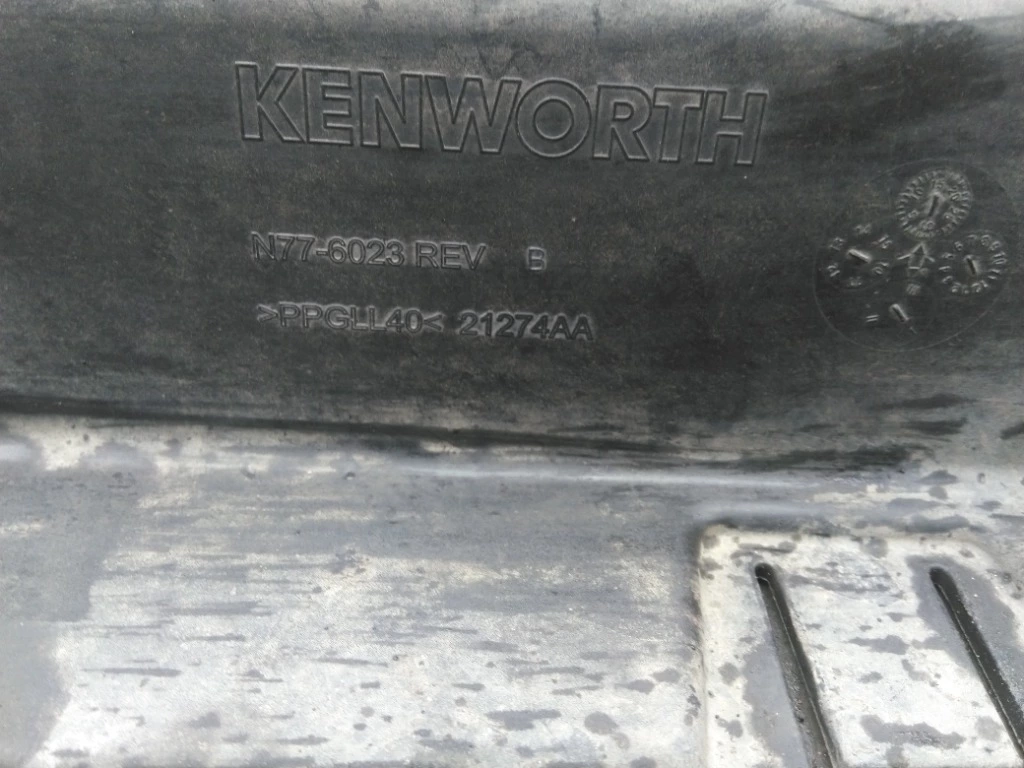 KENWORTH
N77-6023 REV B
>PPGLL40< 21274AA